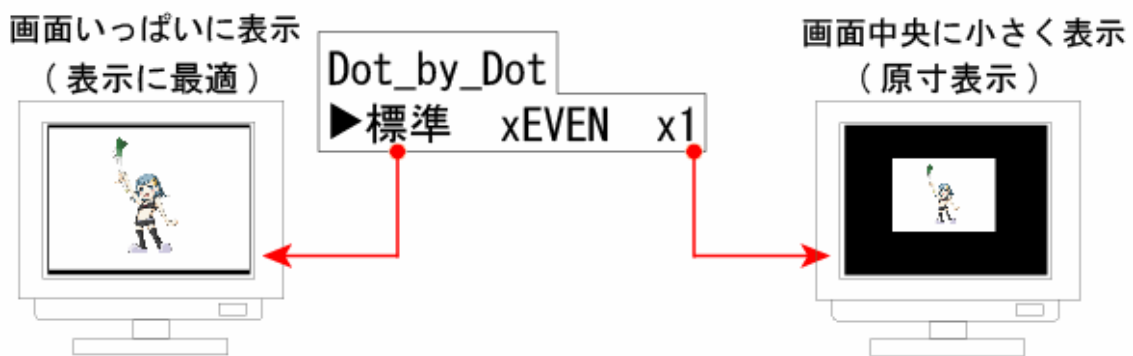 画面いっぱいに表示
(表示に最適)
Dot_by_Dot
▶標準 xEVEN x1
画面中央に小さく表示
(原寸表示)